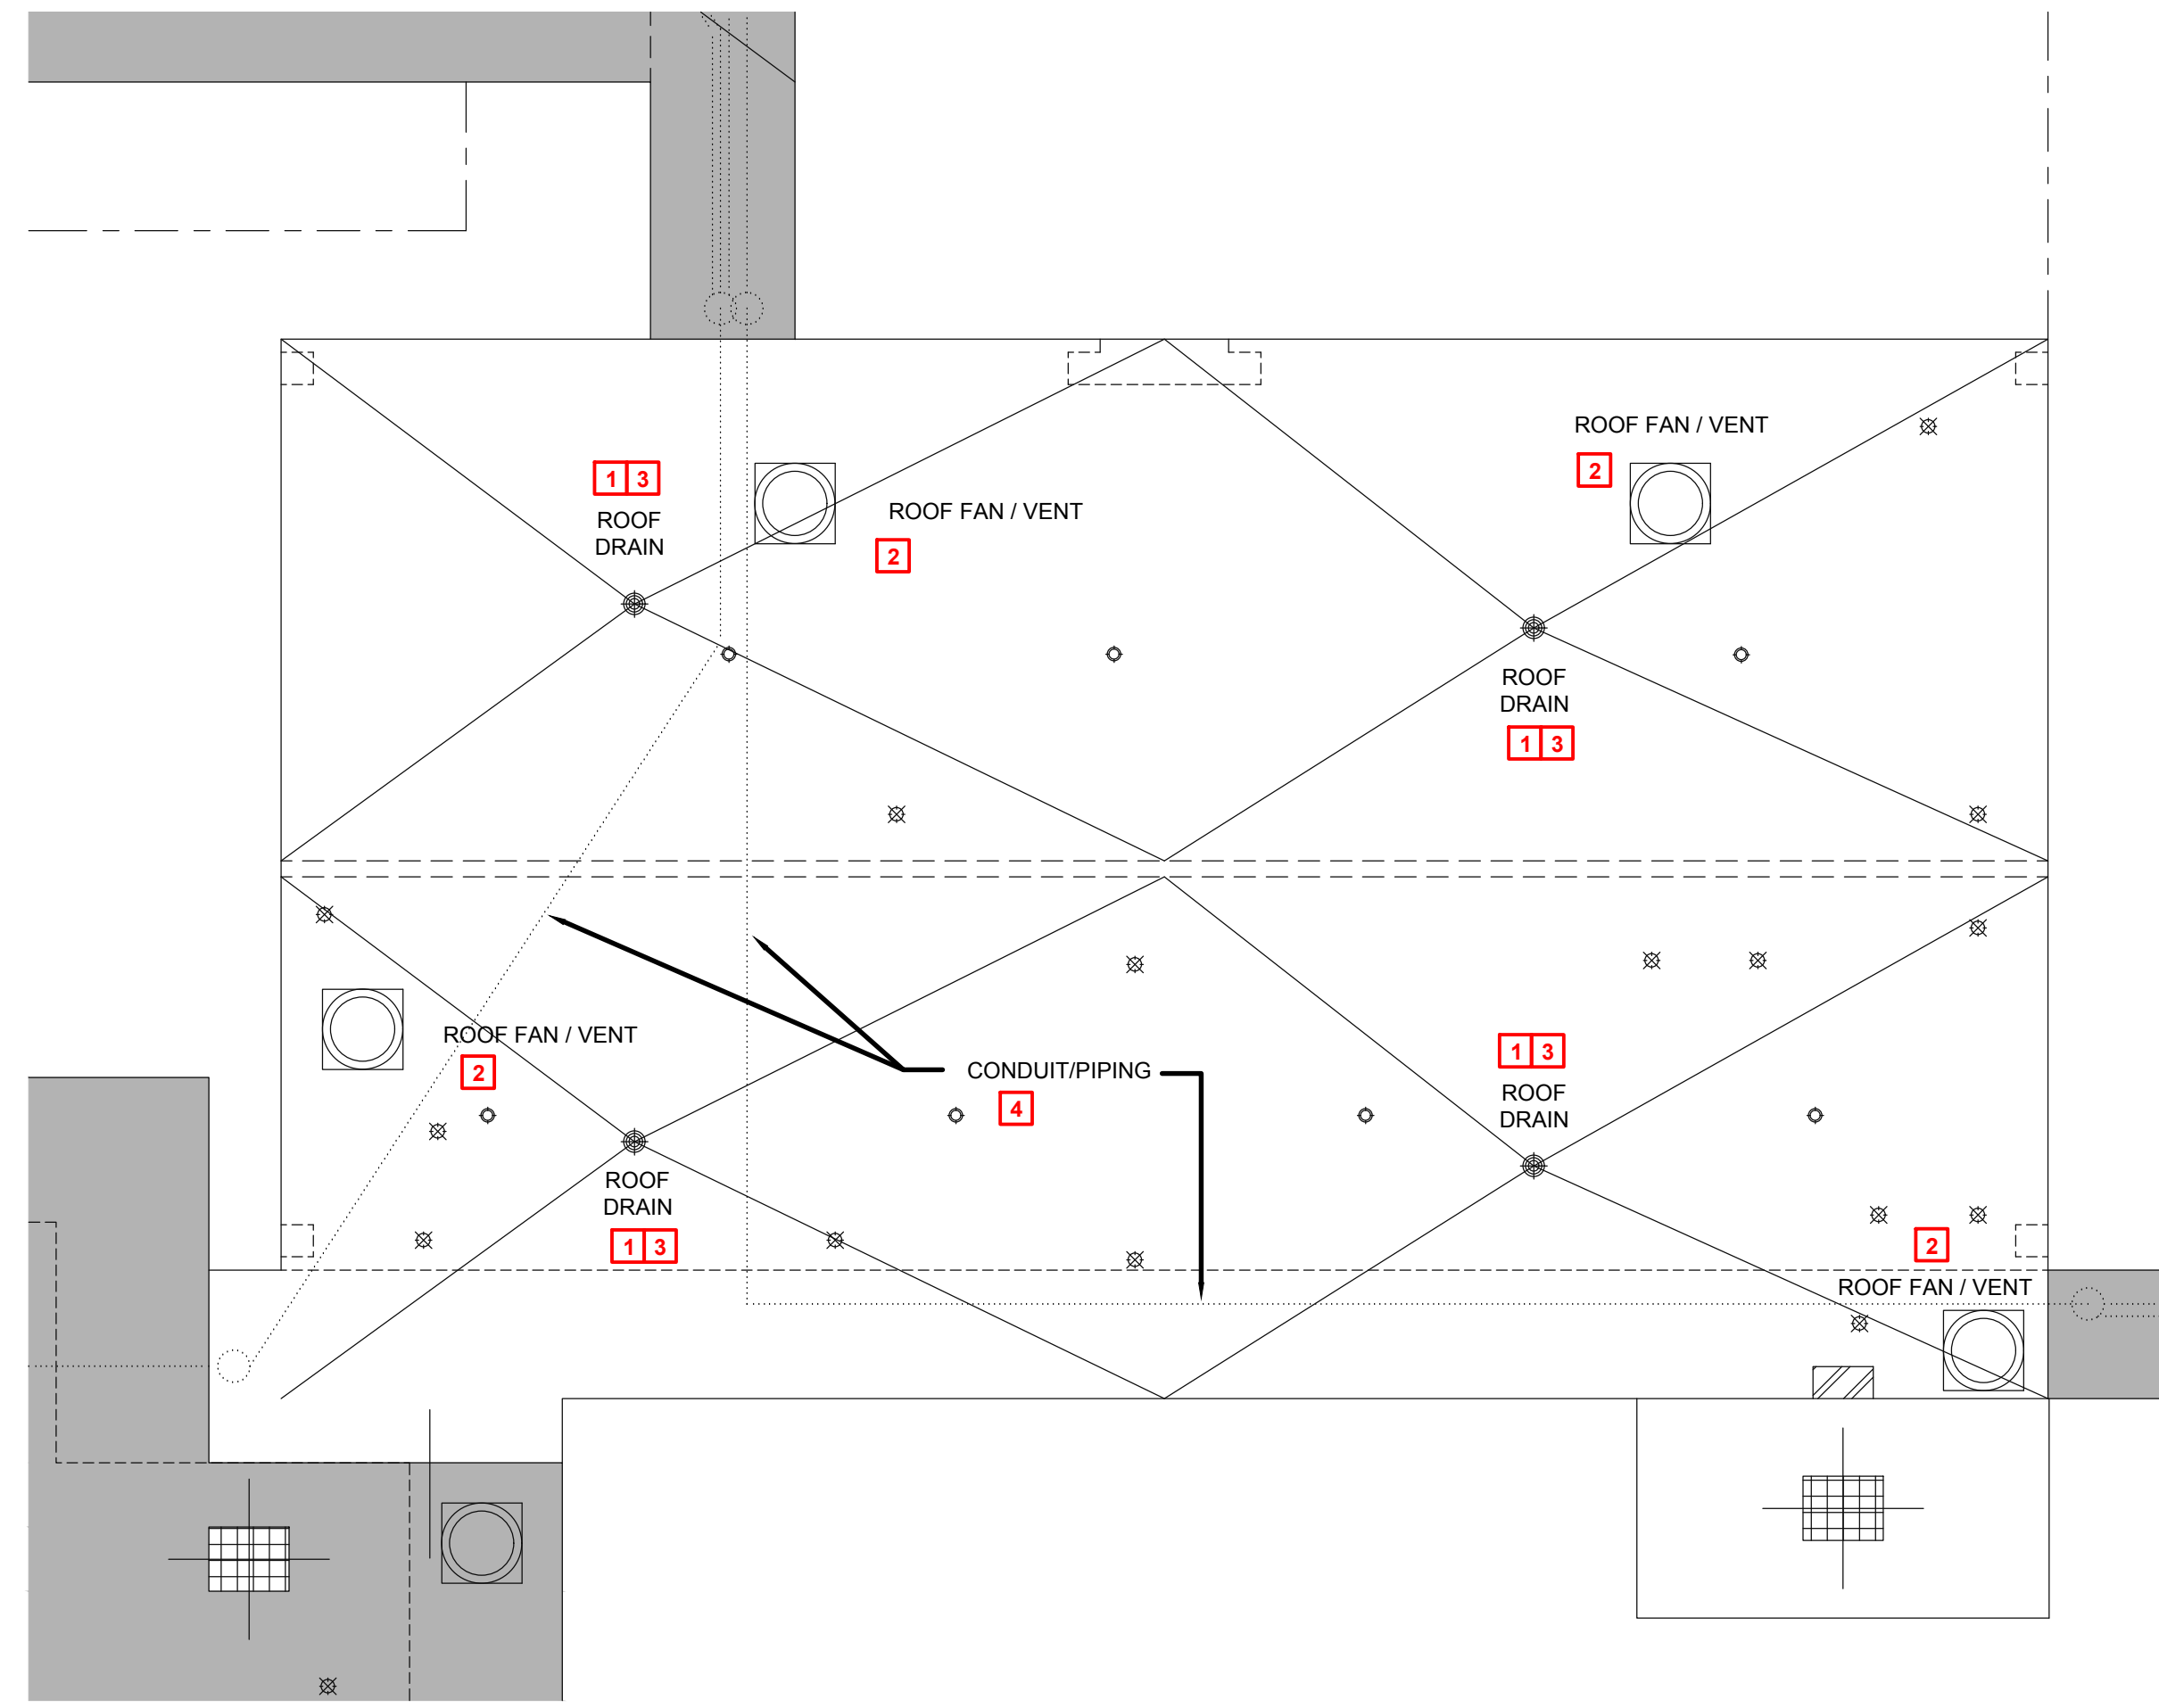 ROOF FAN / VENT
2
1 3
ROOF
DRAIN
ROOF FAN / VENT
2
ROOF
DRAIN
1 3
ROOF FAN / VENT
2
CONDUIT/PIPING
4
1 3
ROOF
DRAIN
ROOF
DRAIN
1 3
2
ROOF FAN / VENT